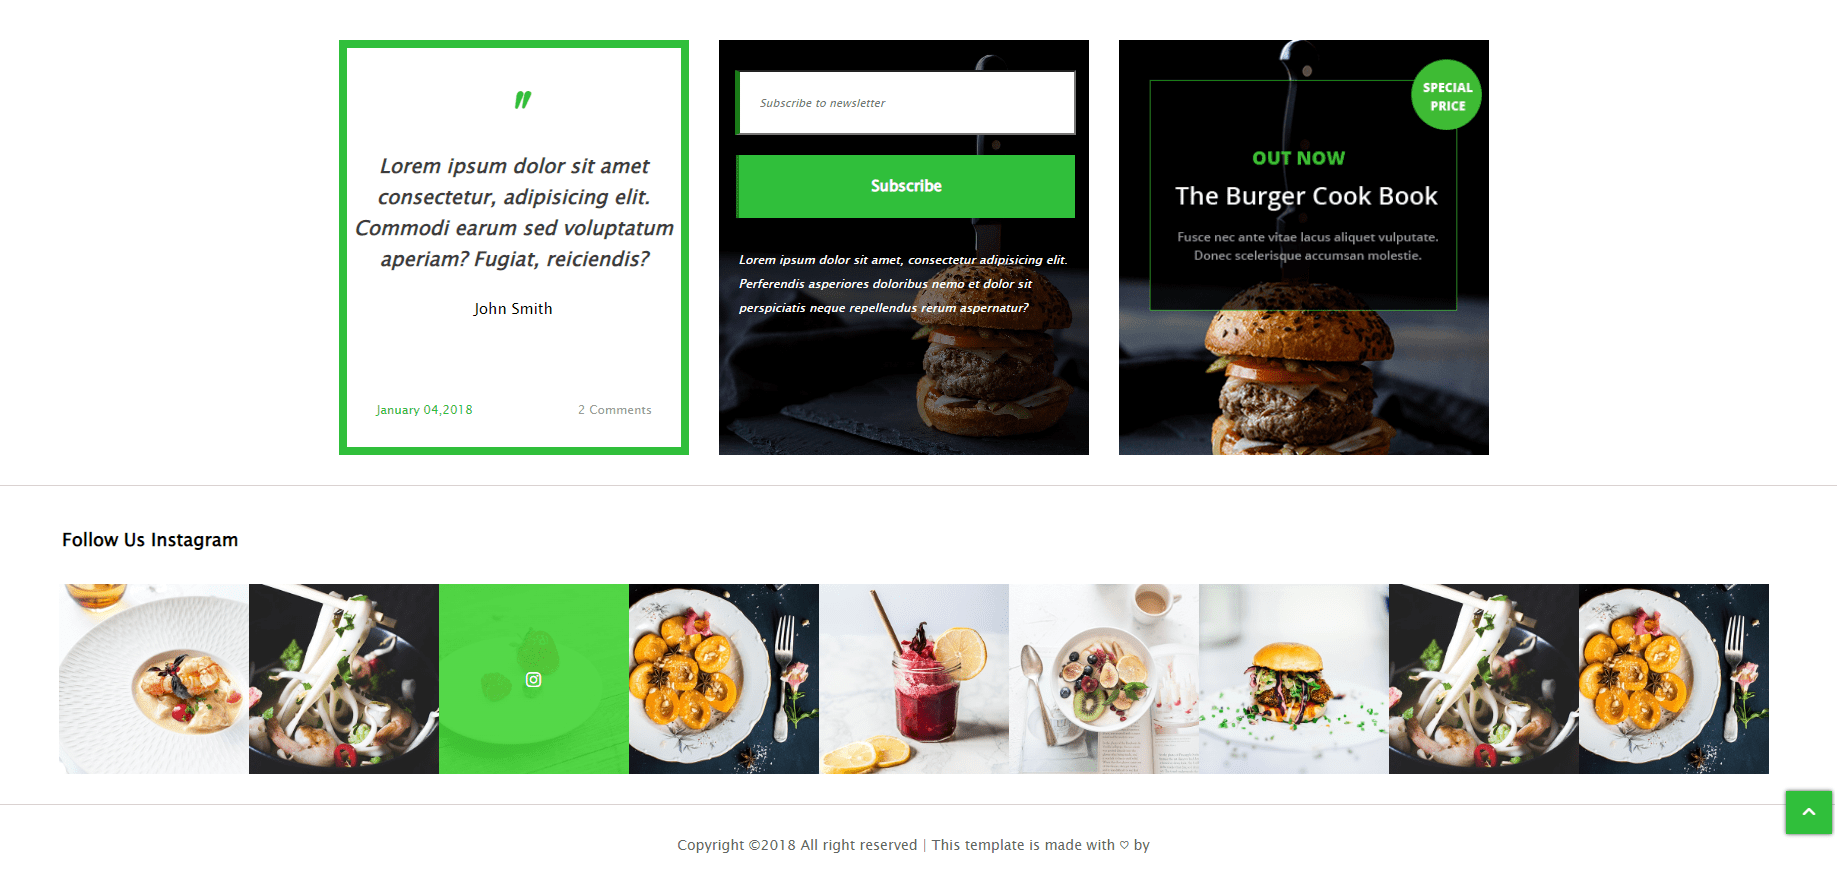 "
Lorem ipsum dolor sit amet
consectetur, adipisicing elit.
Commodi earum sed voluptatum
aperiam? Fugiat, reiciendis?
John Smith
January 04,2018
2 Comments
Subscribe to newsletter
Subscribe
Lorem ipsum dolor sit amet, consectetur adipisicing elit.
Perferendis asperiores doloribus nemo et dolor sit
perspiciatis neque repellendus rerum aspernatur?
SPECIAL
PRICE
OUT NOW
The Burger Cook Book
Fusce nec ante vitae lacus aliquet vulputate.
Donec scelerisque accumsan molestie.
Follow Us Instagram
Copyright ©2018 All right reserved | This template is made with ♡ by